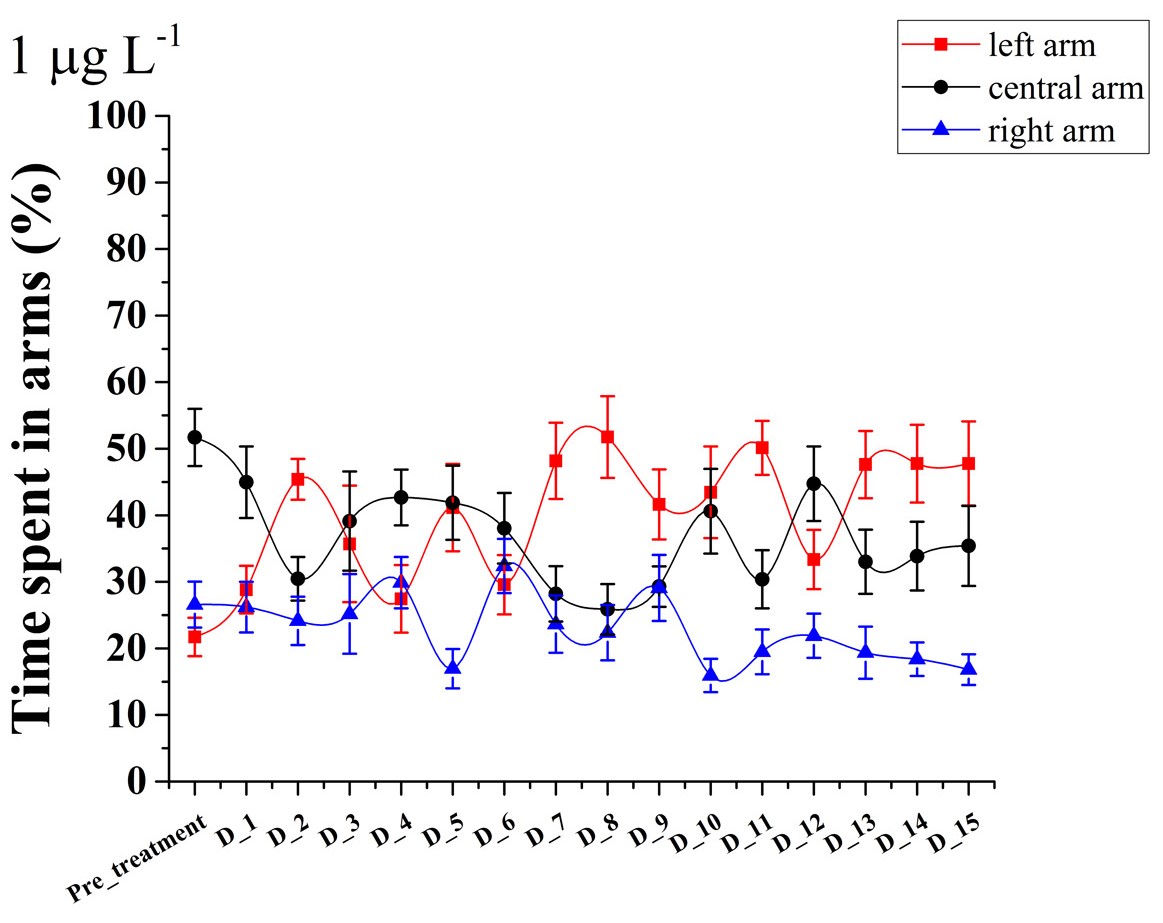 1 μg L⁻¹
left arm
central arm
right arm
Time spent in arms (%)
100
90
80
70
60
50
40
30
20
10
0
Pre_treatment
D_1
D_2
D_3
D_4
D_5
D_6
D_7
D_8
D_9
D_10
D_11
D_12
D_13
D_14
D_15